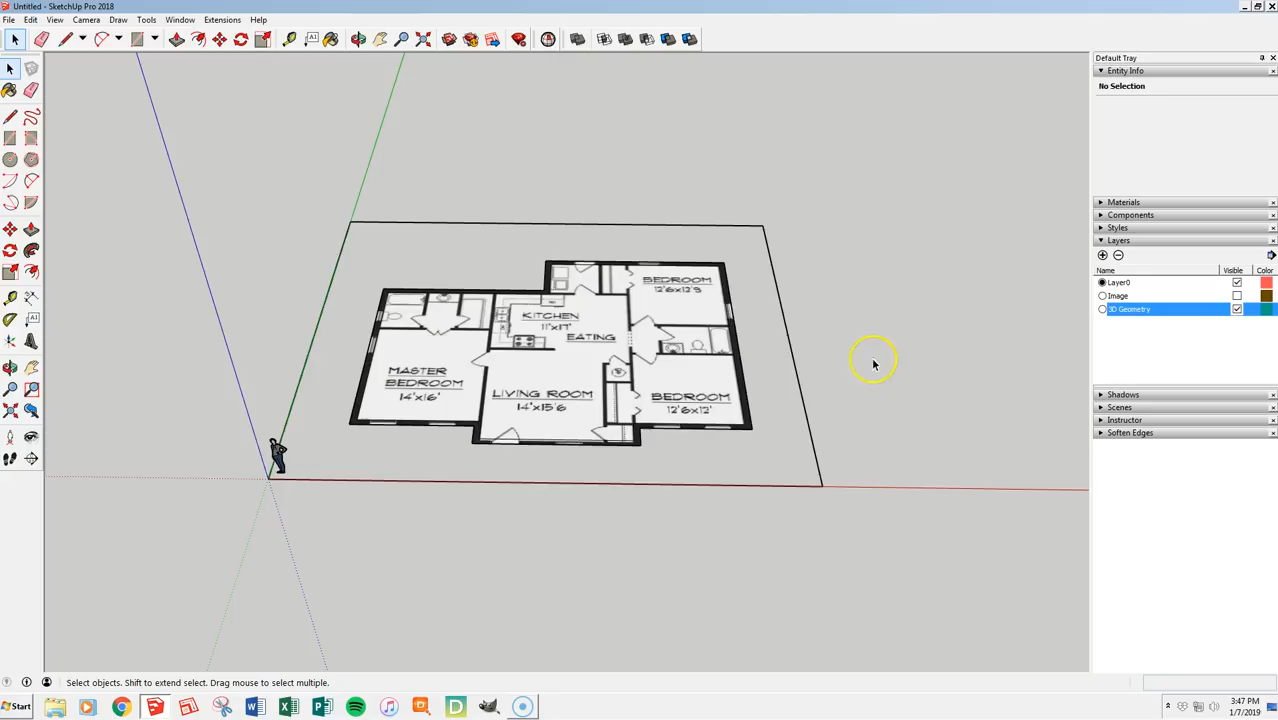 Untitled - SketchUp Pro 2018
File Edit View Camera Draw Tools Window Extensions Help
Default Tray
Entity Info
No Selection
Materials
Components
Styles
Layers
Name Visible Color
Layer0
Image
3D Geometry
Shadows
Scenes
Instructor
Soften Edges
BEDROOM
12'6x12'9
KITCHEN
11'x17'
EATING
MASTER
BEDROOM
14'x16'
LIVING ROOM
14'x15'6
BEDROOM
12'6x12'
Select objects. Shift to extend select. Drag mouse to select multiple.
Start
3:47 PM
1/7/2019